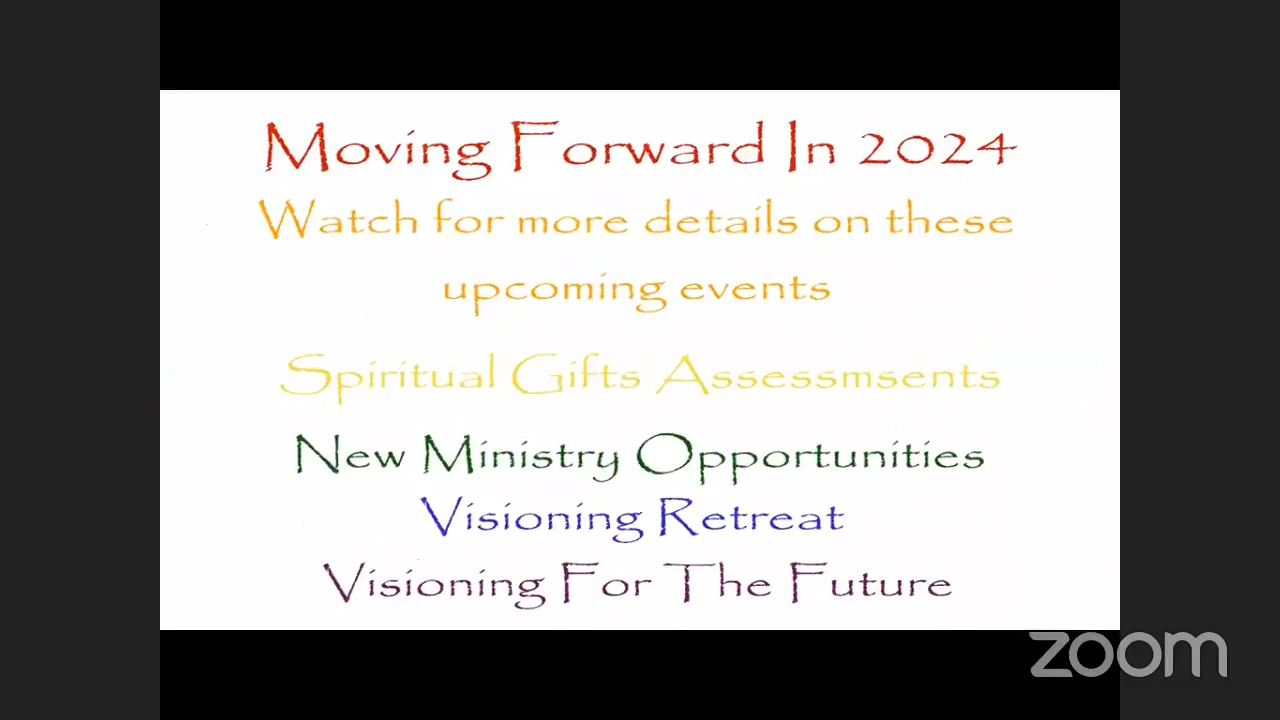 Moving Forward In 2024
Watch for more details on these
upcoming events
Spiritual Gifts Assessmsents
New Ministry Opportunities
Visioning Retreat
Visioning For The Future
zoom